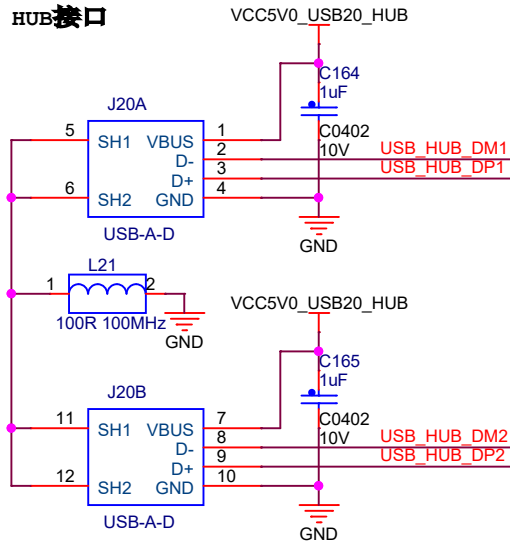 HUB接口
VCC5V0_USB20_HUB
C164
1uF
C0402
10V
J20A
5 SH1 VBUS 1
D- 2 USB_HUB_DM1
D+ 3 USB_HUB_DP1
6 SH2 GND 4
USB-A-D
GND
L21
1 2
100R 100MHz
GND
VCC5V0_USB20_HUB
C165
1uF
C0402
10V
J20B
11 SH1 VBUS 7
D- 8 USB_HUB_DM2
D+ 9 USB_HUB_DP2
12 SH2 GND 10
USB-A-D
GND